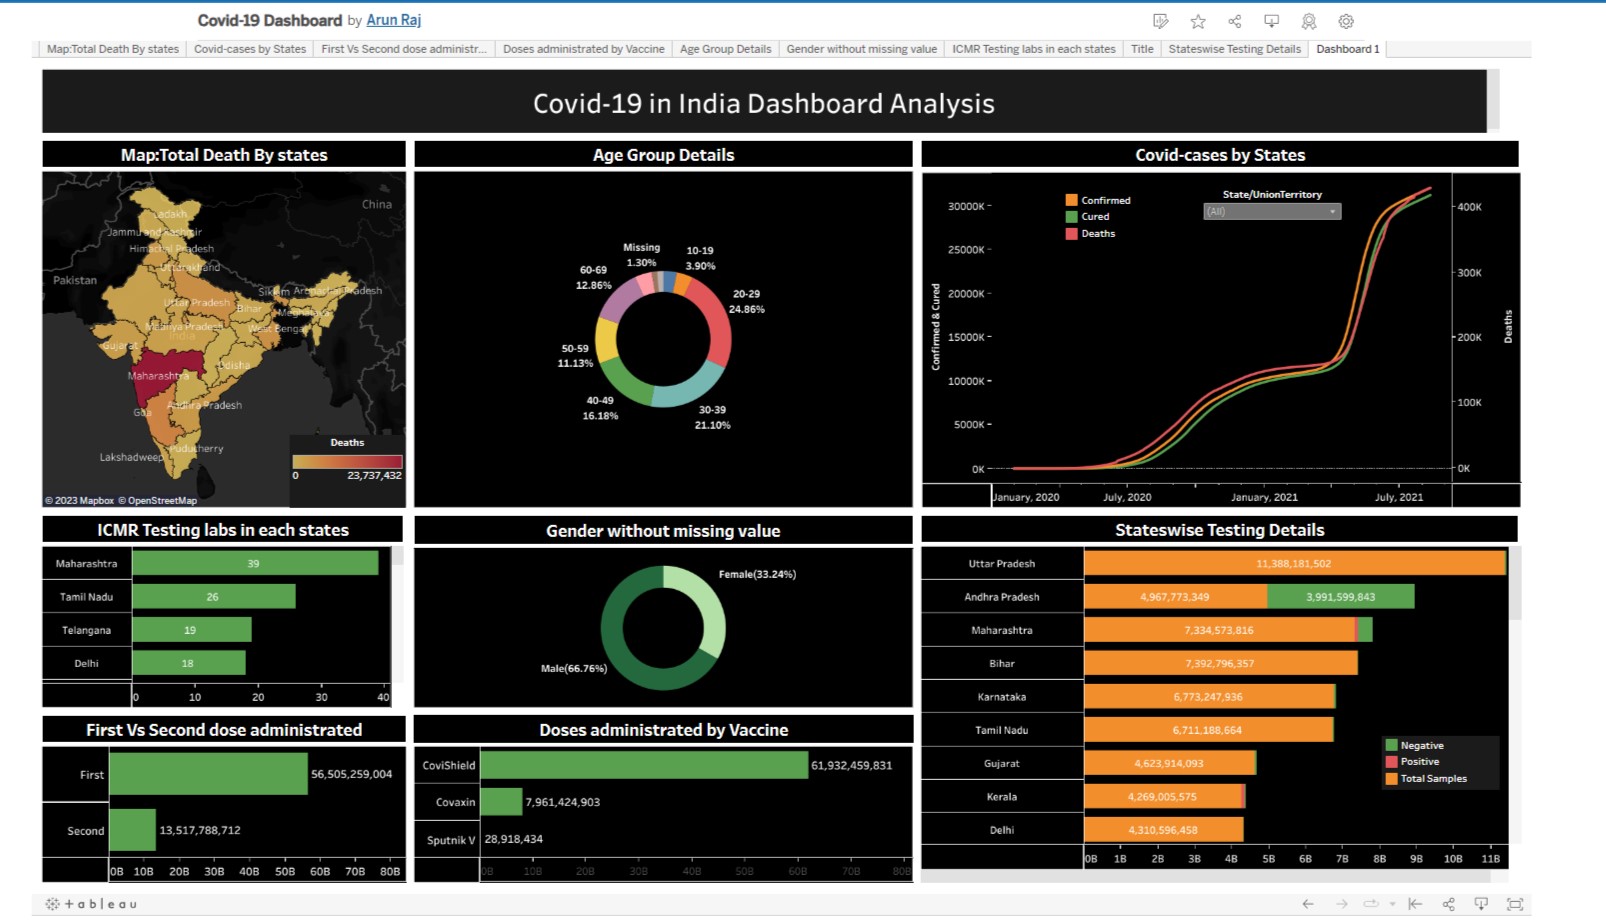 Covid-19 Dashboard by Arun Raj
Map:Total Death By states
Covid-cases by States
First Vs Second dose administr...
Doses administrated by Vaccine
Age Group Details
Gender without missing value
ICMR Testing labs in each states
Title
Stateswise Testing Details
Dashboard 1
Covid-19 in India Dashboard Analysis
Map:Total Death By states
China
Ladakh
Jammu and Kashmir
Himachal Pradesh
Uttarakhand
Pakistan
Sikkim
Arunachal Pradesh
Uttar Pradesh
Bihar
Meghalaya
Madhya Pradesh
West Bengal
India
Gujarat
Odisha
Maharashtra
Andhra Pradesh
Goa
Puducherry
Lakshadweep
Deaths
0
23,737,432
© 2023 Mapbox © OpenStreetMap
Age Group Details
Missing
1.30%
10-19
3.90%
20-29
24.86%
30-39
21.10%
40-49
16.18%
50-59
11.13%
60-69
12.86%
Covid-cases by States
Confirmed
Cured
Deaths
State/UnionTerritory
(All)
Confirmed & Cured
30000K
25000K
20000K
15000K
10000K
5000K
0K
Deaths
400K
300K
200K
100K
0K
January, 2020
July, 2020
January, 2021
July, 2021
ICMR Testing labs in each states
Maharashtra 39
Tamil Nadu 26
Telangana 19
Delhi 18
0 10 20 30 40
Gender without missing value
Female(33.24%)
Male(66.76%)
First Vs Second dose administrated
First 56,505,259,004
Second 13,517,788,712
0B 10B 20B 30B 40B 50B 60B 70B 80B
Doses administrated by Vaccine
CoviShield 61,932,459,831
Covaxin 7,961,424,903
Sputnik V 28,918,434
0B 10B 20B 30B 40B 50B 60B 70B 80B
Stateswise Testing Details
Uttar Pradesh 11,388,181,502
Andhra Pradesh 4,967,773,349 3,991,599,843
Maharashtra 7,334,573,816
Bihar 7,392,796,357
Karnataka 6,773,247,936
Tamil Nadu 6,711,188,664
Gujarat 4,623,914,093
Kerala 4,269,005,575
Delhi 4,310,596,458
Negative
Positive
Total Samples
0B 1B 2B 3B 4B 5B 6B 7B 8B 9B 10B 11B
+ a b l e a u